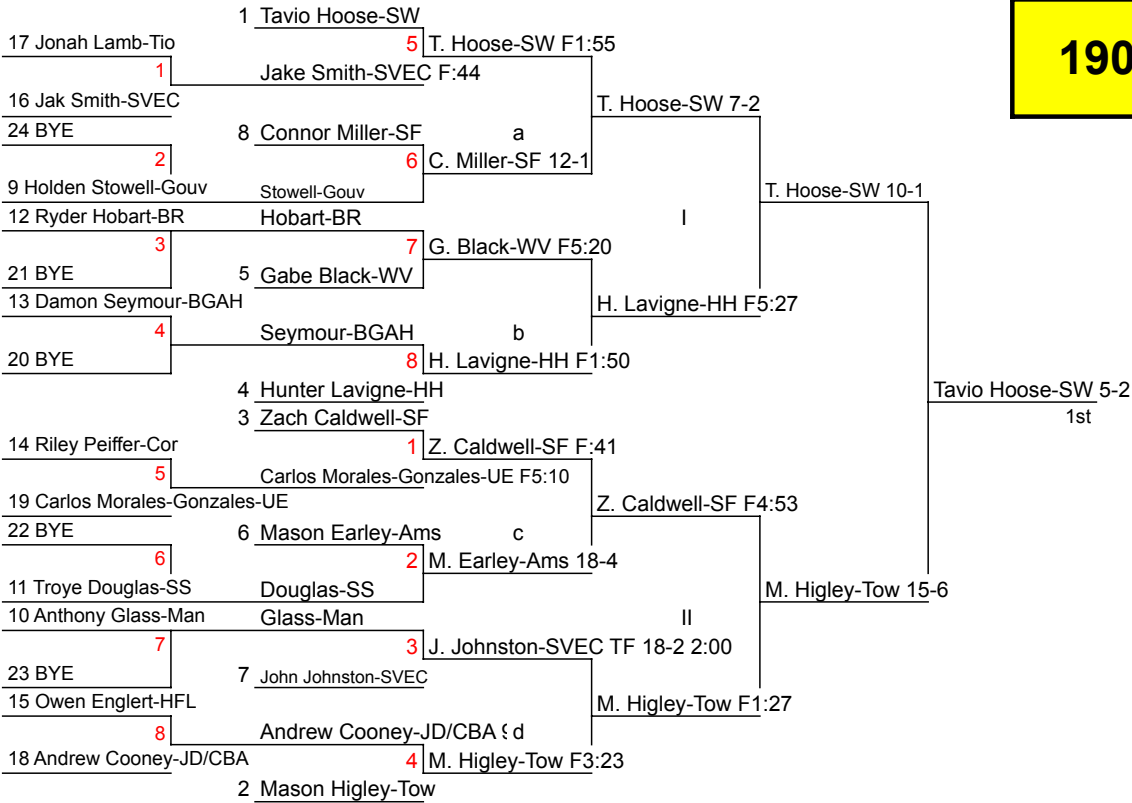 1 Tavio Hoose-SW
190
17 Jonah Lamb-Tio
5 T. Hoose-SW F1:55
1
Jake Smith-SVEC F:44
16 Jak Smith-SVEC
T. Hoose-SW 7-2
24 BYE
8 Connor Miller-SF a
2
6 C. Miller-SF 12-1
9 Holden Stowell-Gouv
Stowell-Gouv
T. Hoose-SW 10-1
12 Ryder Hobart-BR
Hobart-BR
I
3
7 G. Black-WV F5:20
21 BYE
5 Gabe Black-WV
13 Damon Seymour-BGAH
H. Lavigne-HH F5:27
4
Seymour-BGAH b
20 BYE
8 H. Lavigne-HH F1:50
4 Hunter Lavigne-HH
Tavio Hoose-SW 5-2
1st
3 Zach Caldwell-SF
14 Riley Peiffer-Cor
1 Z. Caldwell-SF F:41
5
Carlos Morales-Gonzales-UE F5:10
19 Carlos Morales-Gonzales-UE
Z. Caldwell-SF F4:53
22 BYE
6 Mason Earley-Ams c
6
2 M. Earley-Ams 18-4
11 Troye Douglas-SS
Douglas-SS
M. Higley-Tow 15-6
10 Anthony Glass-Man
Glass-Man
II
7
3 J. Johnston-SVEC TF 18-2 2:00
23 BYE
7 John Johnston-SVEC
15 Owen Englert-HFL
M. Higley-Tow F1:27
8
Andrew Cooney-JD/CBA d
18 Andrew Cooney-JD/CBA
4 M. Higley-Tow F3:23
2 Mason Higley-Tow